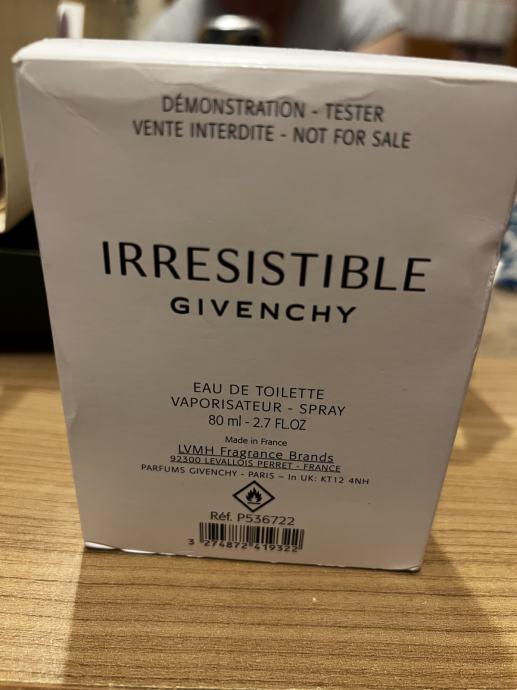 DÉMONSTRATION - TESTER
VENTE INTERDITE - NOT FOR SALE
IRRESISTIBLE
GIVENCHY
EAU DE TOILETTE
VAPORISATEUR - SPRAY
80 ml - 2.7 FL.OZ
Made in France
LVMH Fragrance Brands
92300 LEVALLOIS PERRET - FRANCE
PARFUMS GIVENCHY - PARIS – In UK: KT12 4NH
Réf. P536722
3 274872 419322